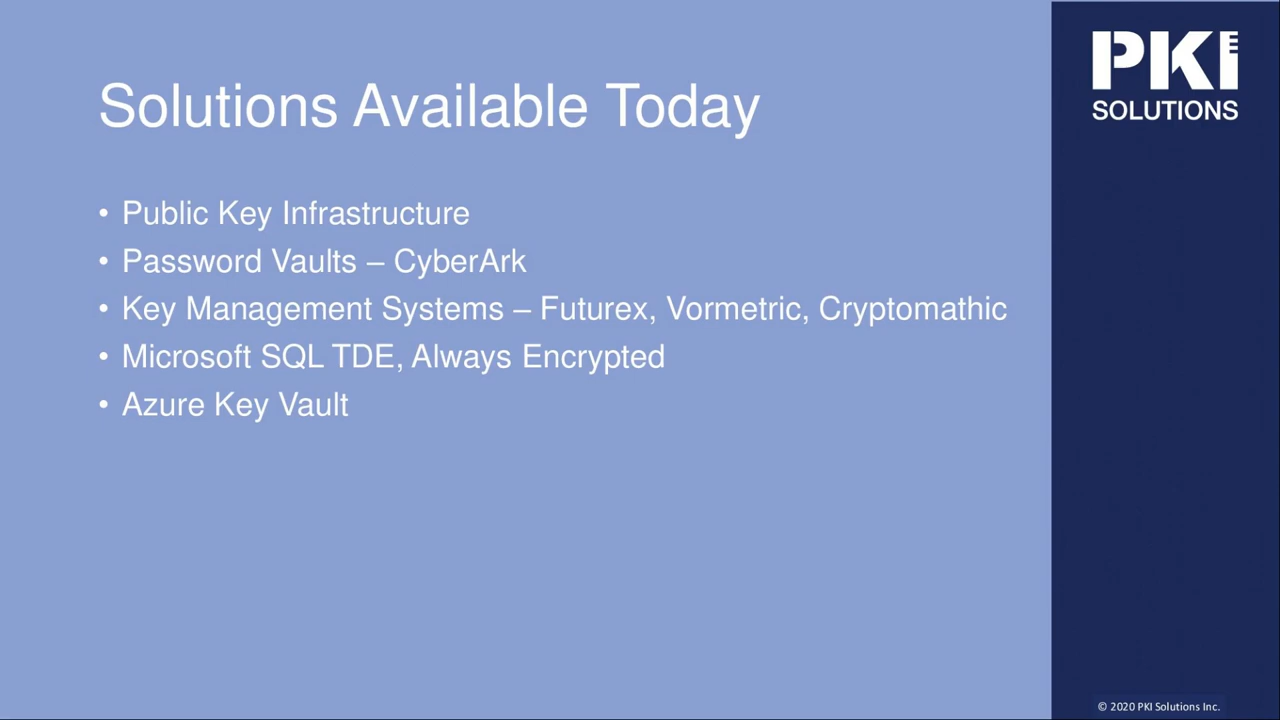 Solutions Available Today
• Public Key Infrastructure
• Password Vaults – CyberArk
• Key Management Systems – Futurex, Vormetric, Cryptomathic
• Microsoft SQL TDE, Always Encrypted
• Azure Key Vault
PKI
SOLUTIONS
© 2020 PKI Solutions Inc.